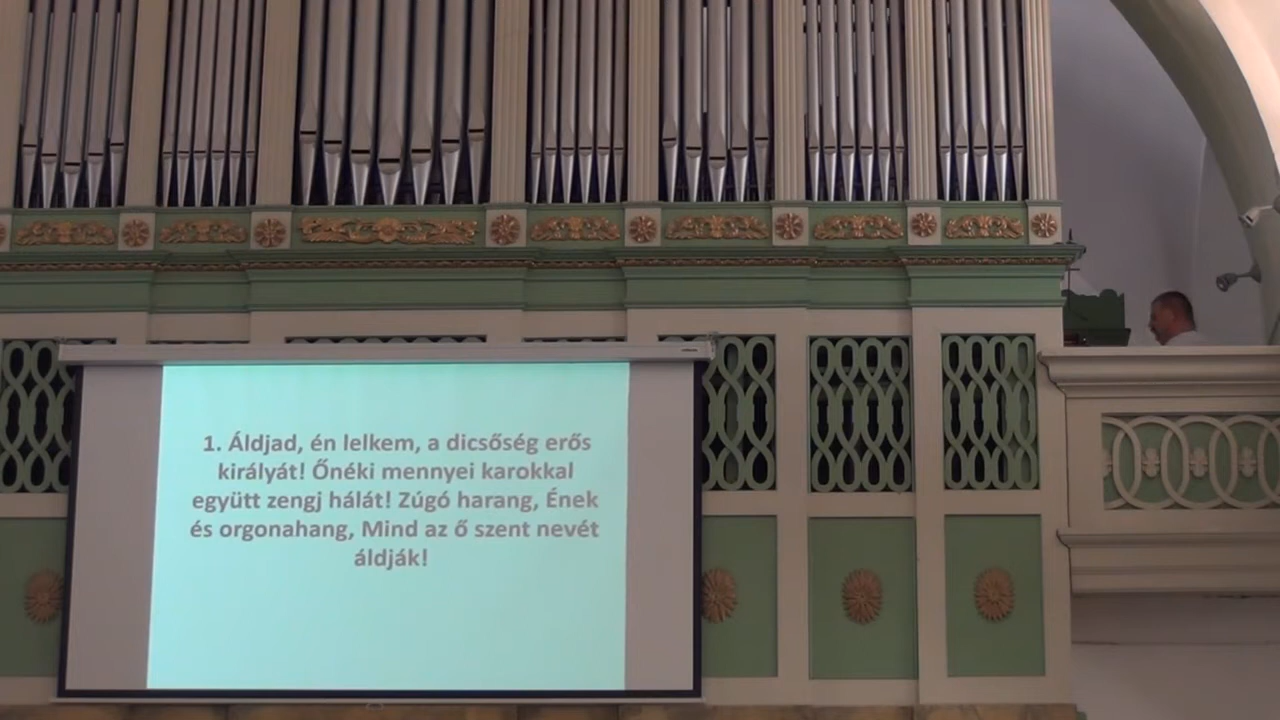 1. Áldjad, én lelkem, a dicsőség erős
királyát! Őnéki mennyei karokkal
együtt zengj hálát! Zúgó harang, Ének
és orgonahang, Mind az ő szent nevét
áldják!